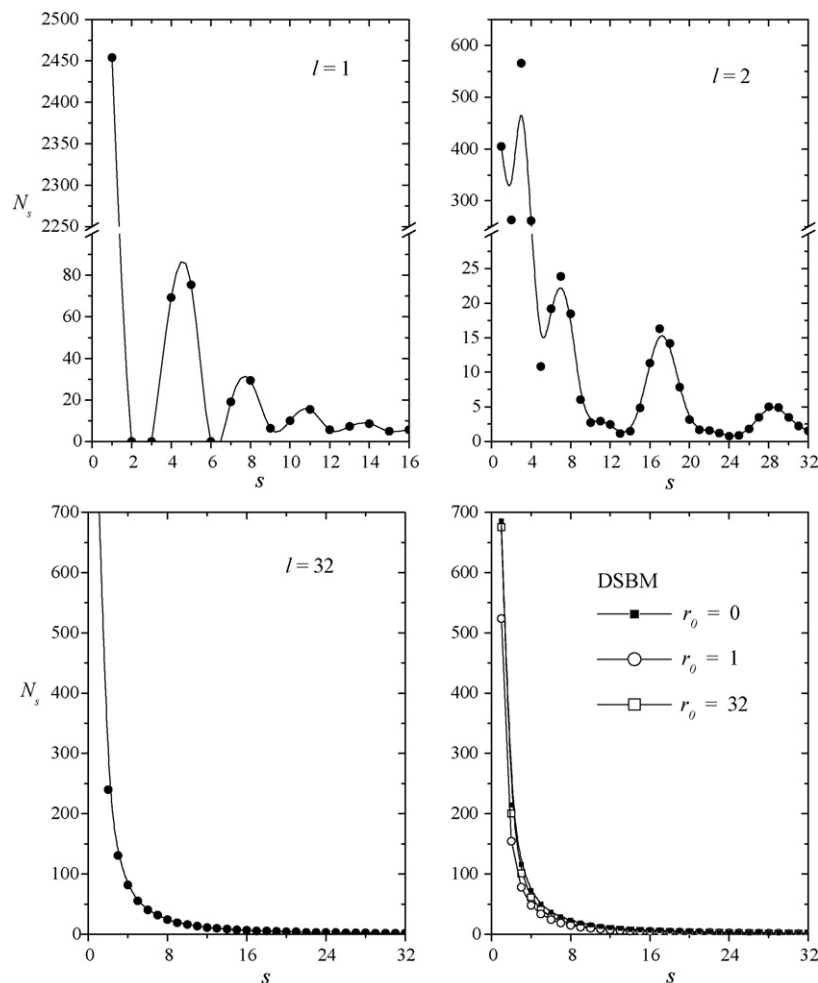 2500
2450
2400
2350
2300
2250
80
60
40
20
0
N_s
l = 1
0 2 4 6 8 10 12 14 16
s
600
500
400
300
25
20
15
10
5
0
l = 2
0 4 8 12 16 20 24 28 32
s
700
600
500
400
300
200
100
0
N_s
l = 32
0 8 16 24 32
s
700
600
500
400
300
200
100
0
DSBM
r_0 = 0
r_0 = 1
r_0 = 32
0 8 16 24 32
s